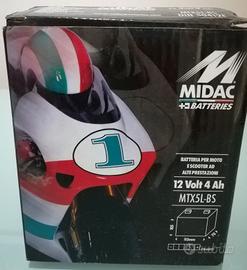 MIDAC
BATTERIES
1
BATTERIA PER MOTO
E SCOOTER AD
ALTE PRESTAZIONI
12 Volt 4 Ah
MTX5L-BS